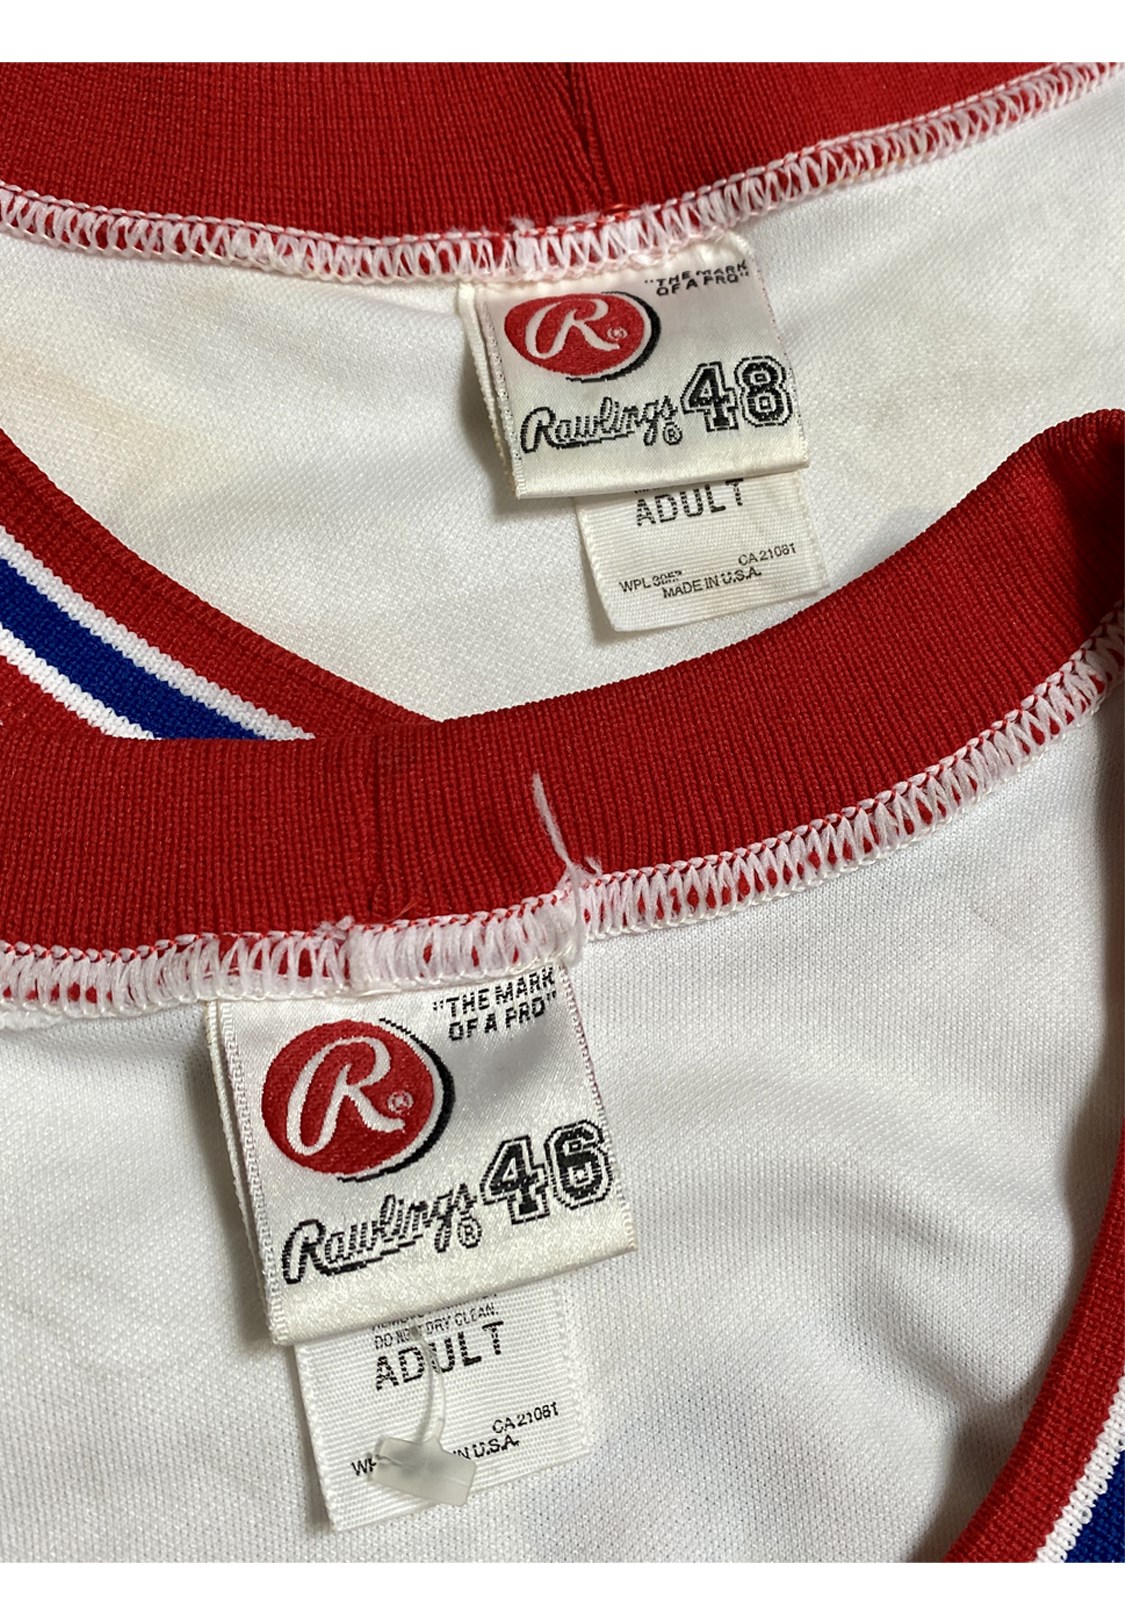 "THE MARK
OF A PRO"
R®
Rawlings® 48
ADULT
CA 21081
WPL
MADE IN U.S.A.
"THE MARK
OF A PRO"
R®
Rawlings® 46
DO NOT DRY CLEAN.
ADULT
CA 21081
IN U.S.A.